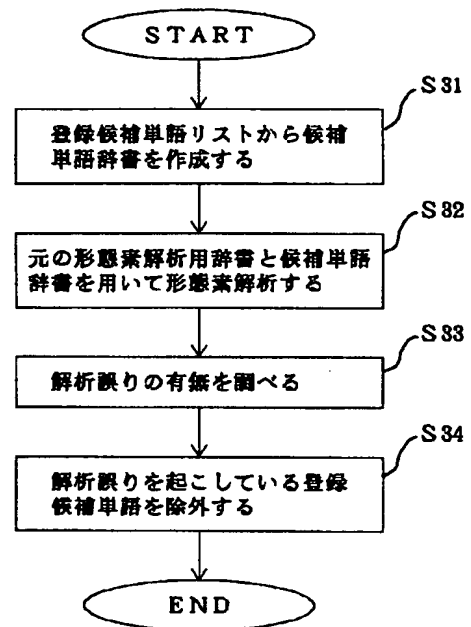 START
S31
登録候補単語リストから候補
単語辞書を作成する
S32
元の形態素解析用辞書と候補単語
辞書を用いて形態素解析する
S33
解析誤りの有無を調べる
S34
解析誤りを起こしている登録
候補単語を除外する
END